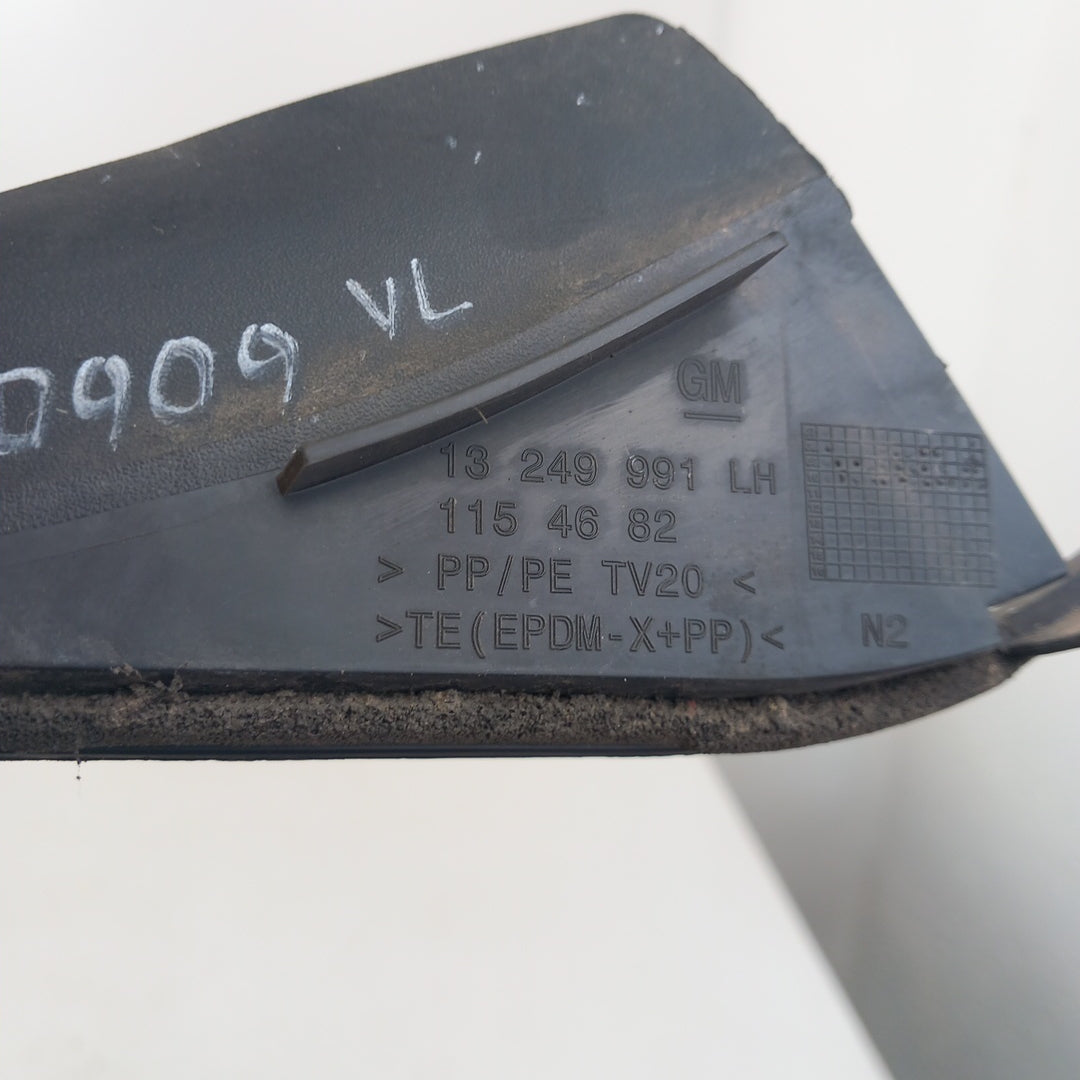 0909 VL
GM
13 249 991 LH
115 46 82
> PP/PE TV20 <
>TE(EPDM-X+PP)<
N2